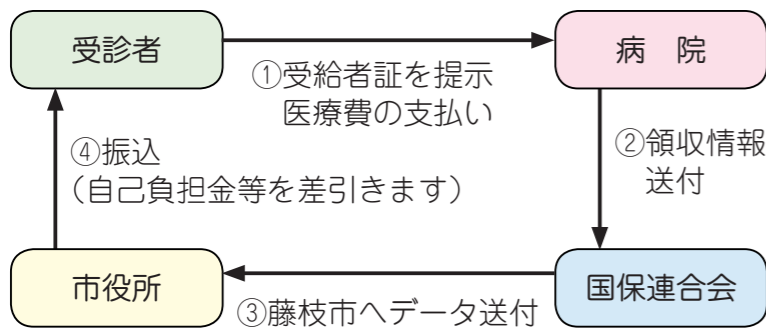 受診者
病 院
①受給者証を提示
医療費の支払い
②領収情報
送付
④振込
(自己負担金等を差引きます)
市役所
国保連合会
③藤枝市へデータ送付